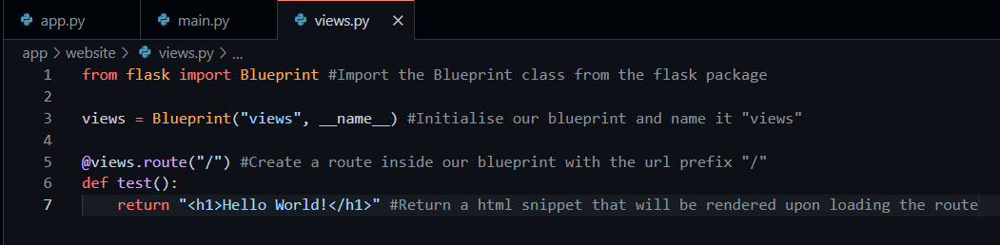 app.py main.py views.py ×
app > website > views.py > ...
1 from flask import Blueprint #Import the Blueprint class from the flask package
2
3 views = Blueprint("views", __name__) #Initialise our blueprint and name it "views"
4
5 @views.route("/") #Create a route inside our blueprint with the url prefix "/"
6 def test():
7     return "<h1>Hello World!</h1>" #Return a html snippet that will be rendered upon loading the route